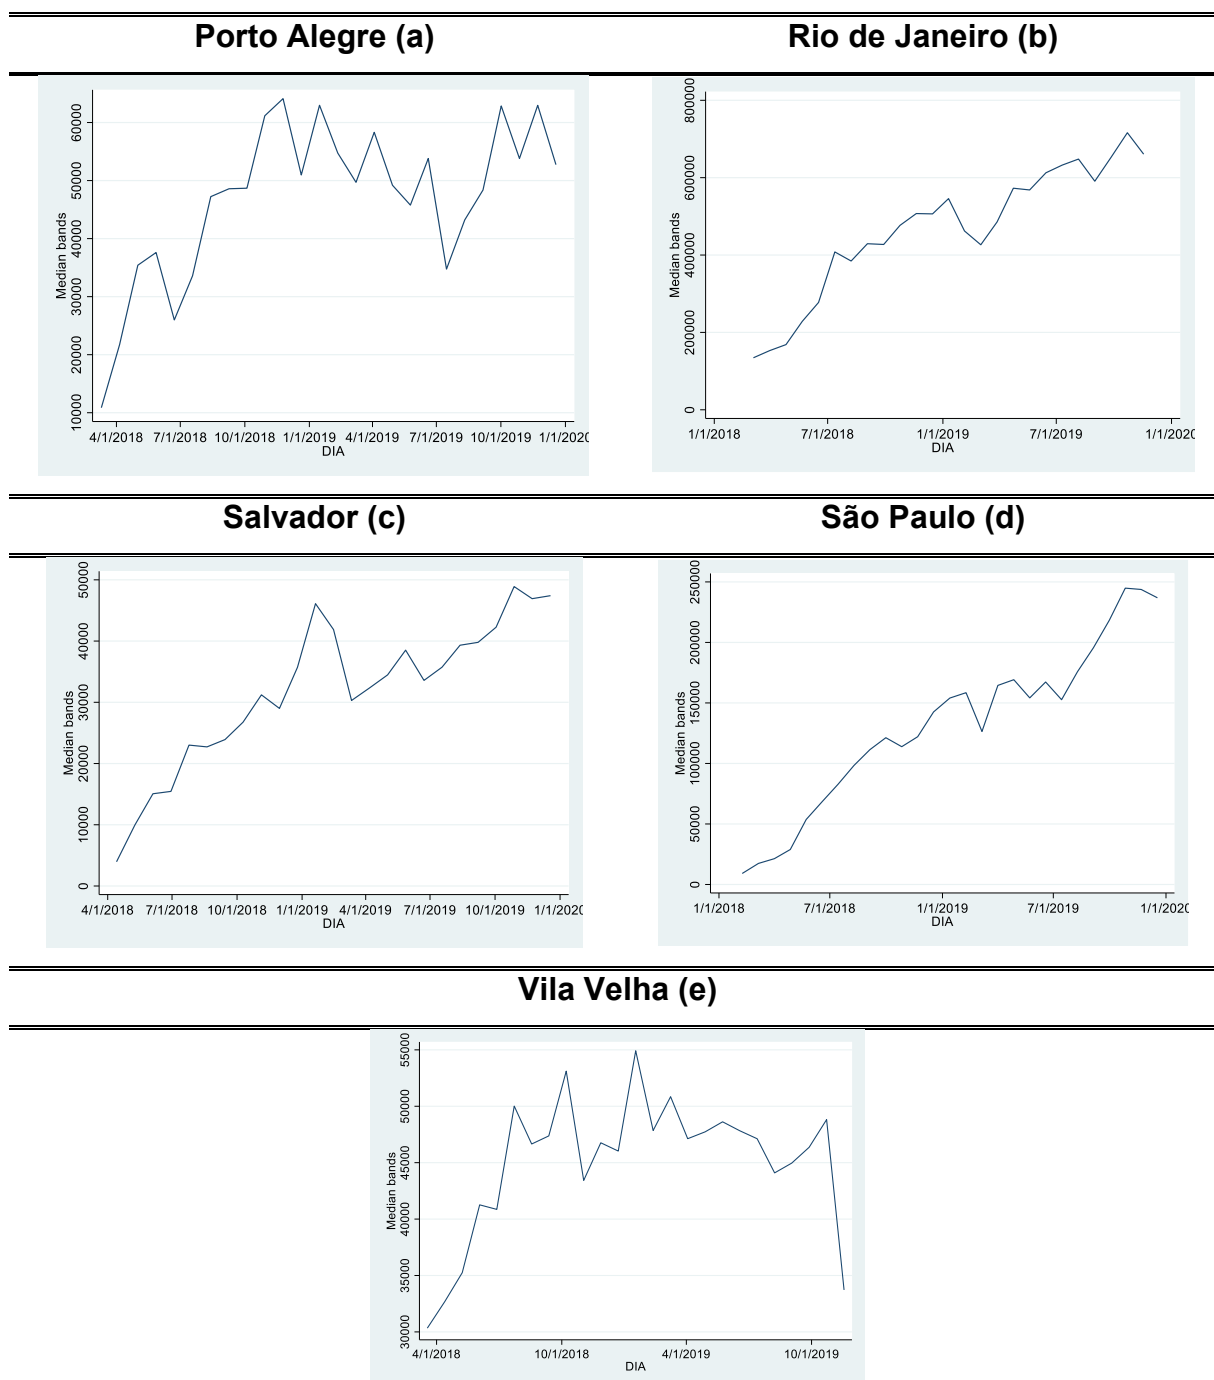 Porto Alegre (a)
Rio de Janeiro (b)
Median bands
60000
50000
40000
30000
20000
10000
4/1/2018 7/1/2018 10/1/2018 1/1/2019 4/1/2019 7/1/2019 10/1/2019 1/1/2020
DIA
Median bands
800000
600000
400000
200000
0
1/1/2018 7/1/2018 1/1/2019 7/1/2019 1/1/2020
DIA
Salvador (c)
São Paulo (d)
Median bands
50000
40000
30000
20000
10000
0
4/1/2018 7/1/2018 10/1/2018 1/1/2019 4/1/2019 7/1/2019 10/1/2019 1/1/2020
DIA
Median bands
250000
200000
150000
100000
50000
0
1/1/2018 7/1/2018 1/1/2019 7/1/2019 1/1/2020
DIA
Vila Velha (e)
Median bands
55000
50000
45000
40000
35000
30000
4/1/2018 10/1/2018 4/1/2019 10/1/2019
DIA